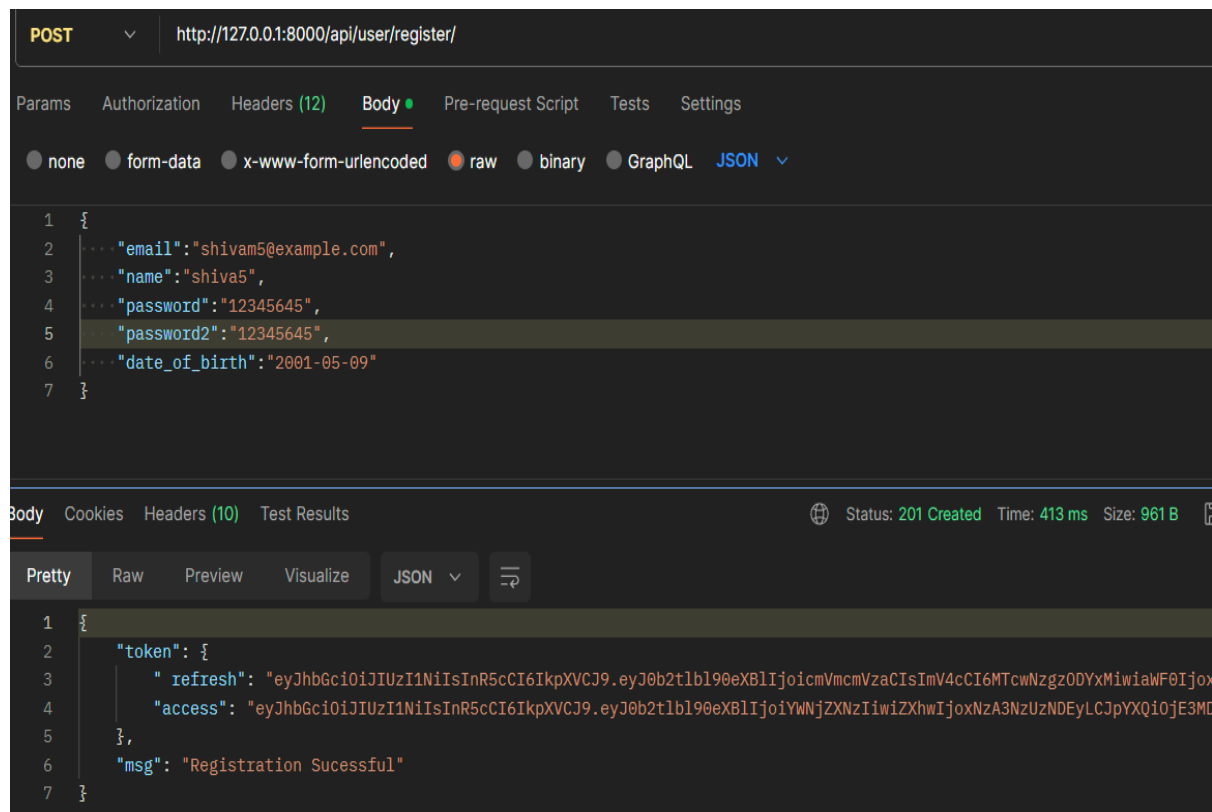 POST http://127.0.0.1:8000/api/user/register/
Params Authorization Headers (12) Body Pre-request Script Tests Settings
none form-data x-www-form-urlencoded raw binary GraphQL JSON
1 {
2 "email":"shivam5@example.com",
3 "name":"shiva5",
4 "password":"12345645",
5 "password2":"12345645",
6 "date_of_birth":"2001-05-09"
7 }
Body Cookies Headers (10) Test Results Status: 201 Created Time: 413 ms Size: 961 B
Pretty Raw Preview Visualize JSON
1 {
2 "token": {
3 " refresh": "eyJhbGciOiJIUzI1NiIsInR5cCI6IkpXVCJ9.eyJ0b2tlbl90eXBlIjoicmVmcmVzaCIsImV4cCI6MTcwNzgzODYxMiwiaWF0Ijox
4 "access": "eyJhbGciOiJIUzI1NiIsInR5cCI6IkpXVCJ9.eyJ0b2tlbl90eXBlIjoiYWNjZXNzIiwiZXhwIjoxNzA3NzUzNDEyLCJpYXQiOjE3MD
5 },
6 "msg": "Registration Sucessful"
7 }